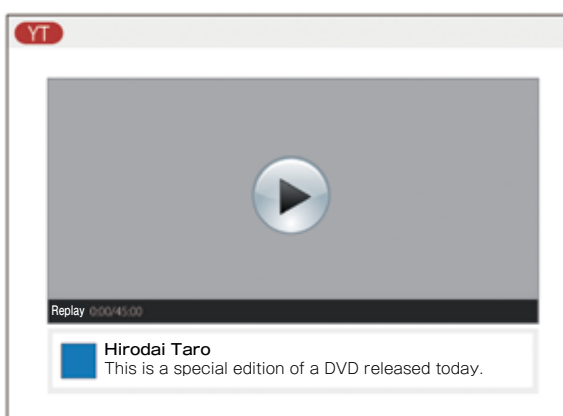 YT
Replay 0:00/45:00
Hirodai Taro
This is a special edition of a DVD released today.